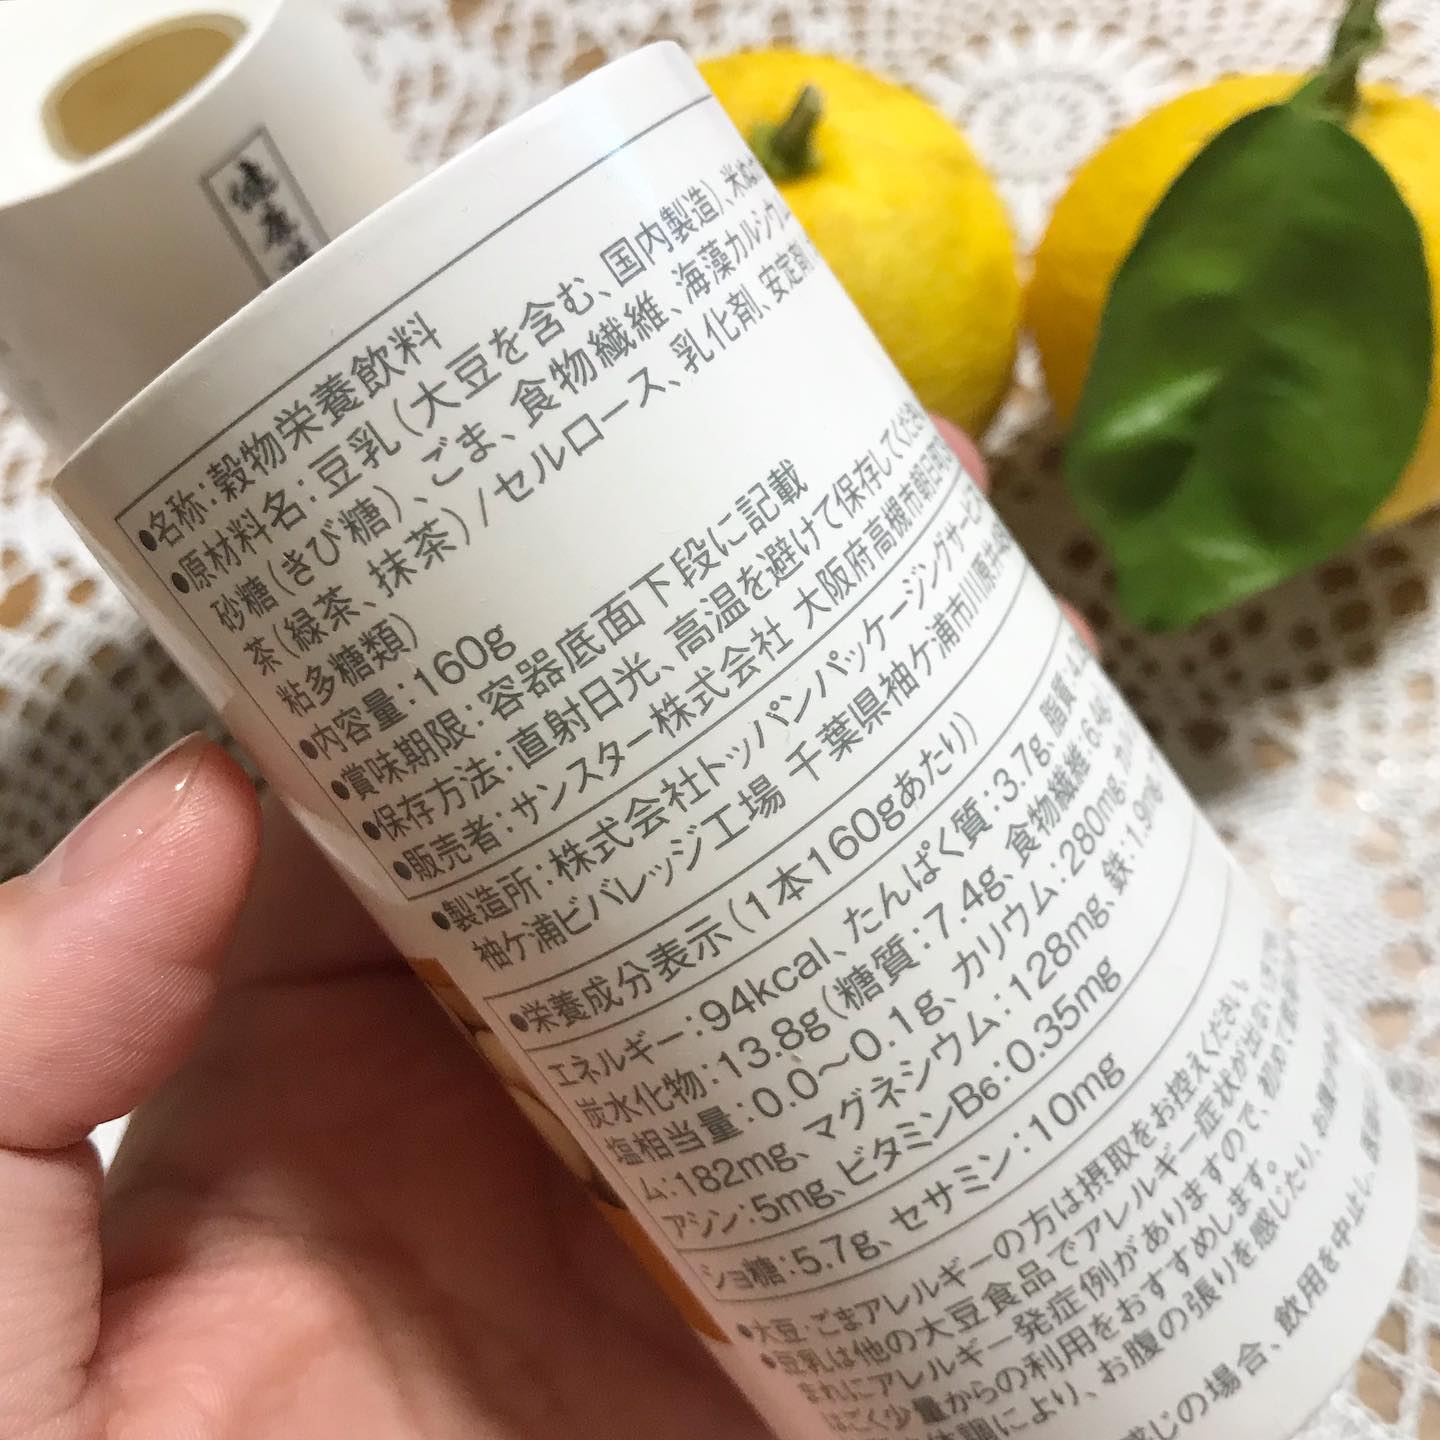 健康
●名称：穀物栄養飲料
●原材料名：豆乳（大豆を含む、国内製造）、米ぬ
砂糖（きび糖）、ごま、食物繊維、海藻カルシウ
茶（緑茶、抹茶）/セルロース、乳化剤、安定剤
粘多糖類）
●内容量：160g
●賞味期限：容器底面下段に記載
●保存方法：直射日光、高温を避けて保存してくださ
●販売者：サンスター株式会社 大阪府高槻市朝日町
●製造所：株式会社トッパンパッケージングサービ
袖ケ浦ビバレッジ工場 千葉県袖ケ浦市川原井
●栄養成分表示（1本160gあたり）
エネルギー：94kcal、たんぱく質：3.7g、脂質：4.
炭水化物：13.8g（糖質：7.4g、食物繊維：6.4g
塩相当量：0.0～0.1g、カリウム：280mg、カル
ム：182mg、マグネシウム：128mg、鉄：1.9mg
アシン：5mg、ビタミンB6：0.35mg
ショ糖：5.7g、セサミン：10mg
●大豆・ごまアレルギーの方は摂取をお控えください
●豆乳は他の大豆食品でアレルギー症状が出ない
まれにアレルギー発症例がありますので、初めて
はごく少量からの利用をおすすめします。
体調により、お腹の張りを感じたり、お腹が
感じの場合、飲用を中止し、